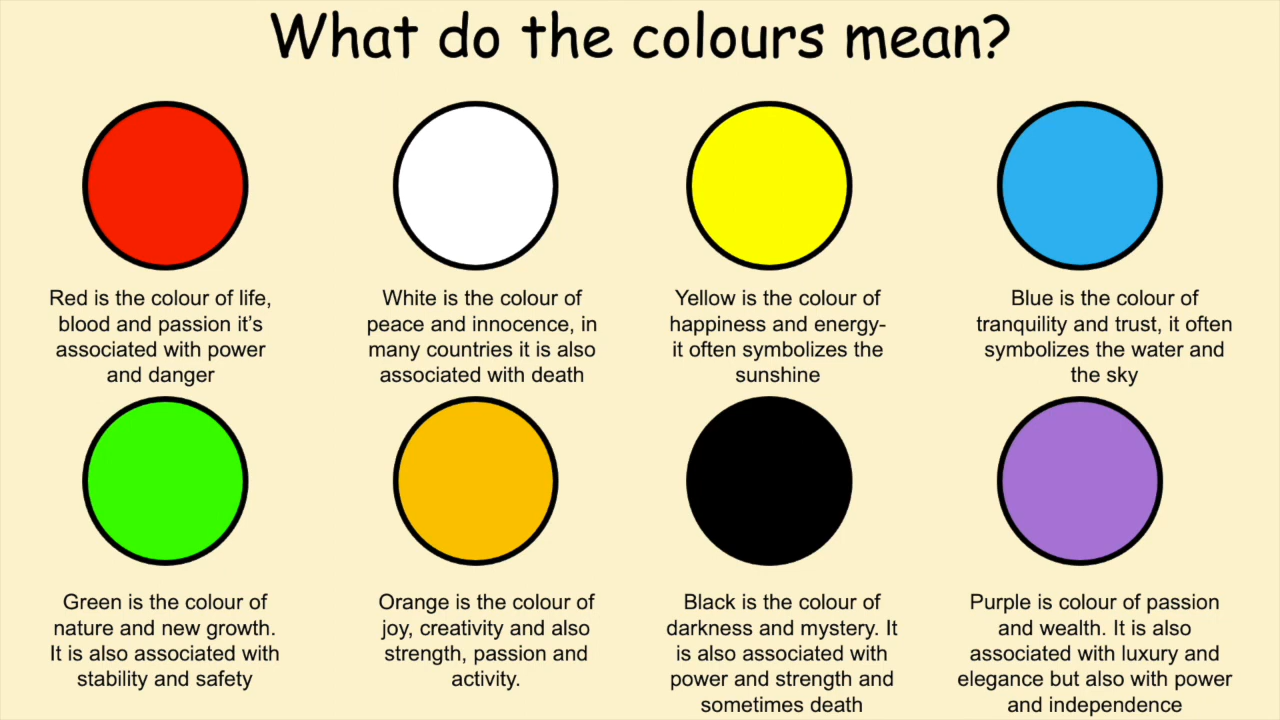 What do the colours mean?
Red is the colour of life,
blood and passion it's
associated with power
and danger
White is the colour of
peace and innocence, in
many countries it is also
associated with death
Yellow is the colour of
happiness and energy-
it often symbolizes the
sunshine
Blue is the colour of
tranquility and trust, it often
symbolizes the water and
the sky
Green is the colour of
nature and new growth.
It is also associated with
stability and safety
Orange is the colour of
joy, creativity and also
strength, passion and
activity.
Black is the colour of
darkness and mystery. It
is also associated with
power and strength and
sometimes death
Purple is colour of passion
and wealth. It is also
associated with luxury and
elegance but also with power
and independence